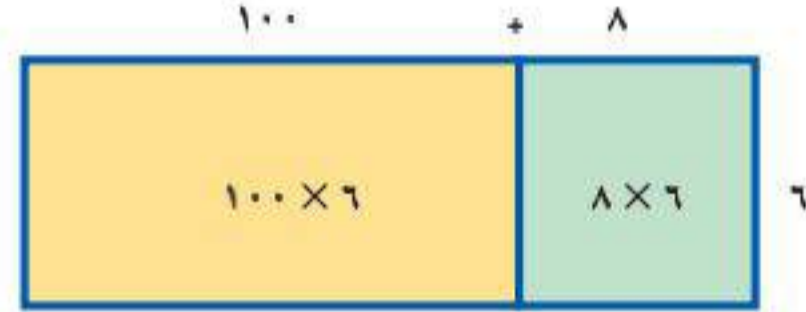 ١٠٠ + ٨
١٠٠ × ٦ ٨ × ٦ ٦